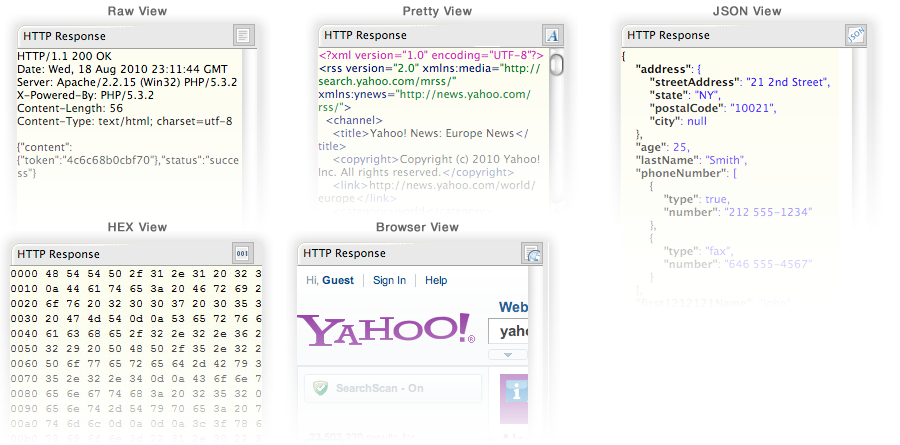 Raw View
HTTP Response
HTTP/1.1 200 OK
Date: Wed, 18 Aug 2010 23:11:44 GMT
Server: Apache/2.2.15 (Win32) PHP/5.3.2
X-Powered-By: PHP/5.3.2
Content-Length: 56
Content-Type: text/html; charset=utf-8
{"content":
{"token":"4c6c68b0cbf70"},"status":"succe
ss"}
Pretty View
HTTP Response
A
<?xml version="1.0" encoding="UTF-8"?>
<rss version="2.0" xmlns:media="http://
search.yahoo.com/mrss/"
xmlns:ynews="http://news.yahoo.com/
rss/">
<channel>
<title>Yahoo! News: Europe News</
title>
<copyright>Copyright (c) 2010 Yahoo!
Inc. All rights reserved.</copyright>
<link>http://news.yahoo.com/world/
europe</link>
JSON View
HTTP Response
JSON
{
"address": {
"streetAddress": "21 2nd Street",
"state": "NY",
"postalCode": "10021",
"city": null
},
"age": 25,
"lastName": "Smith",
"phoneNumber": [
{
"type": true,
"number": "212 555-1234"
},
{
"type": "fax",
"number": "646 555-4567"
}
],
HEX View
HTTP Response
001
0000 48 54 54 50 2f 31 2e 31 20 32 3
0010 0a 44 61 74 65 3a 20 46 72 69 2
0020 6f 76 20 32 30 30 37 20 30 35 3
0030 20 47 4d 54 0d 0a 53 65 72 76 6
0040 61 63 68 65 2f 32 2e 32 2e 36 2
0050 32 29 20 50 48 50 2f 35 2e 32 2
0060 50 6f 77 65 72 65 64 2d 42 79 3
0070 35 2e 32 2e 34 0d 0a 43 6f 6e 7
0080 65 6e 67 74 68 3a 20 32 35 32 0
0090 65 6e 74 2d 54 79 70 65 3a 20 7
00a0 74 6d 6c 0d 0a 0d 0a 3c 3f 78 6
Browser View
HTTP Response
Hi, Guest
Sign In
Help
Web
YAHOO!®
yaho
SearchScan - On